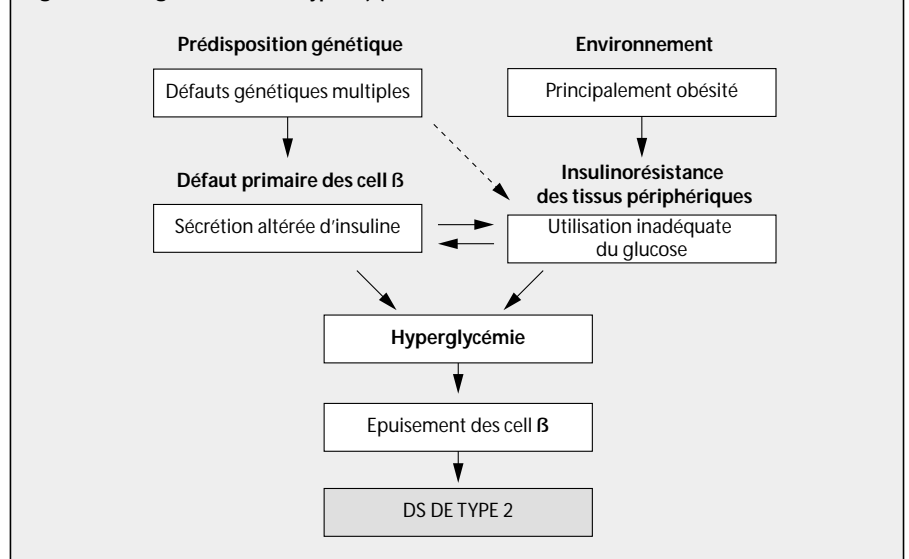 Prédisposition génétique
Environnement
Défauts génétiques multiples
Principalement obésité
Défaut primaire des cell ß
Insulinorésistance
des tissus périphériques
Sécrétion altérée d'insuline
Utilisation inadéquate
du glucose
Hyperglycémie
Epuisement des cell ß
DS DE TYPE 2